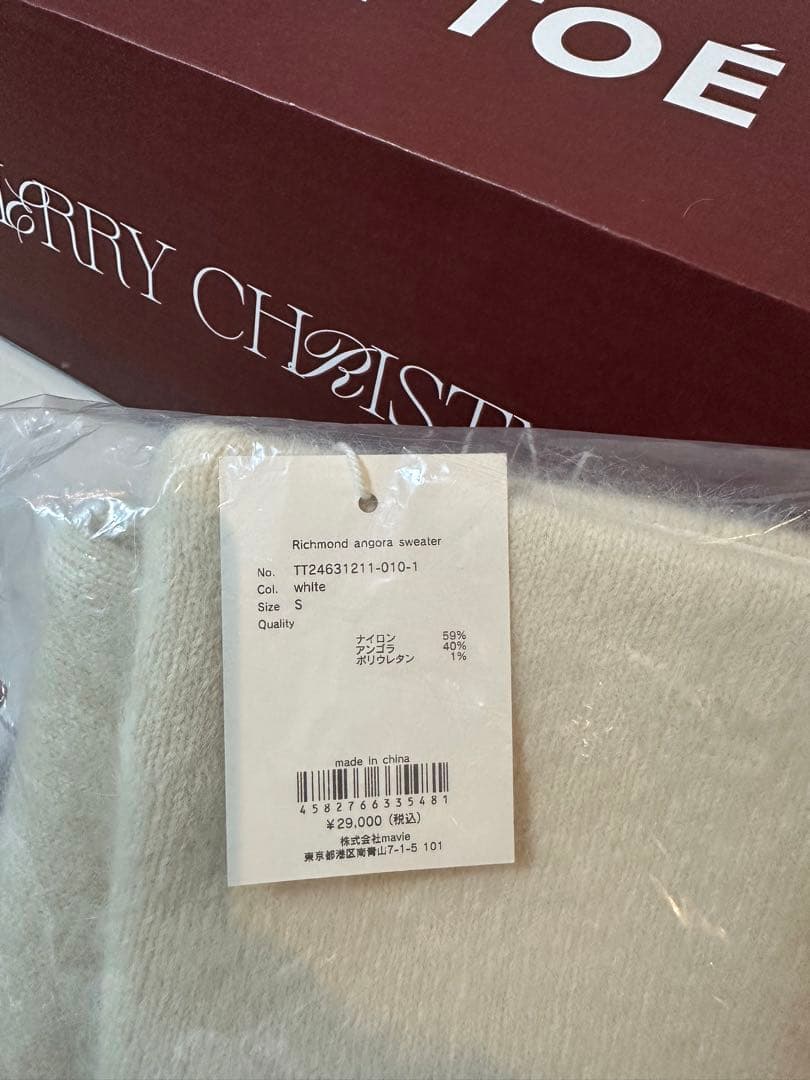 TOÉ
ERRY CHRIST
Richmond angora sweater
No. TT24631211-010-1
Col. white
Size S
Quality
ナイロン 59%
アンゴラ 40%
ポリウレタン 1%
made in china
4582766335481
¥29,000 (税込)
株式会社mavie
東京都港区南青山7-1-5 101